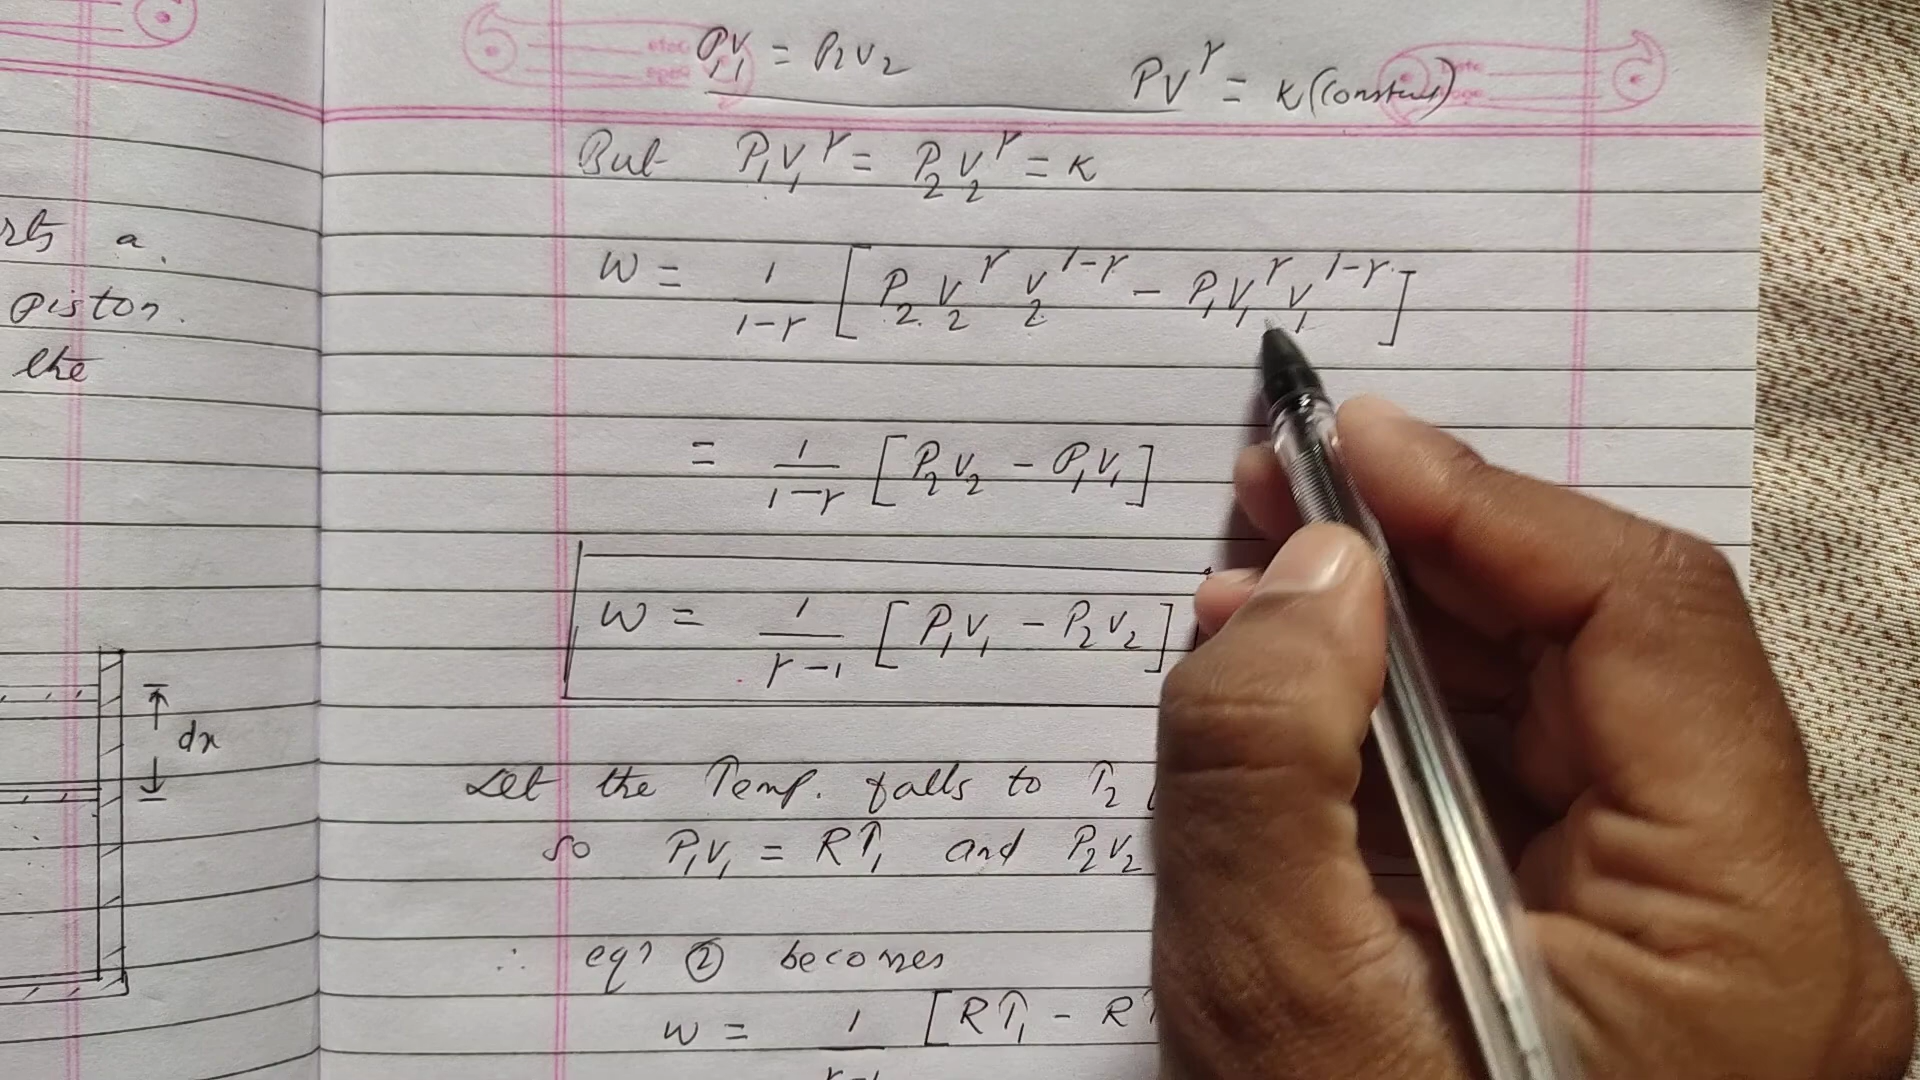 P₁V₁ = P₂V₂
PV^γ = K (Constant)
But P₁V₁^γ = P₂V₂^γ = K
W = 1/(1-γ) [P₂V₂^γ V₂^(1-γ) - P₁V₁^γ V₁^(1-γ)]
= 1/(1-γ) [P₂V₂ - P₁V₁]
W = 1/(γ-1) [P₁V₁ - P₂V₂]
Let the Temp. falls to T₂
so P₁V₁ = RT₁ and P₂V₂
∴ eqn ② becomes
W = 1/(γ-1) [RT₁ - R
a.
piston.
the
dx